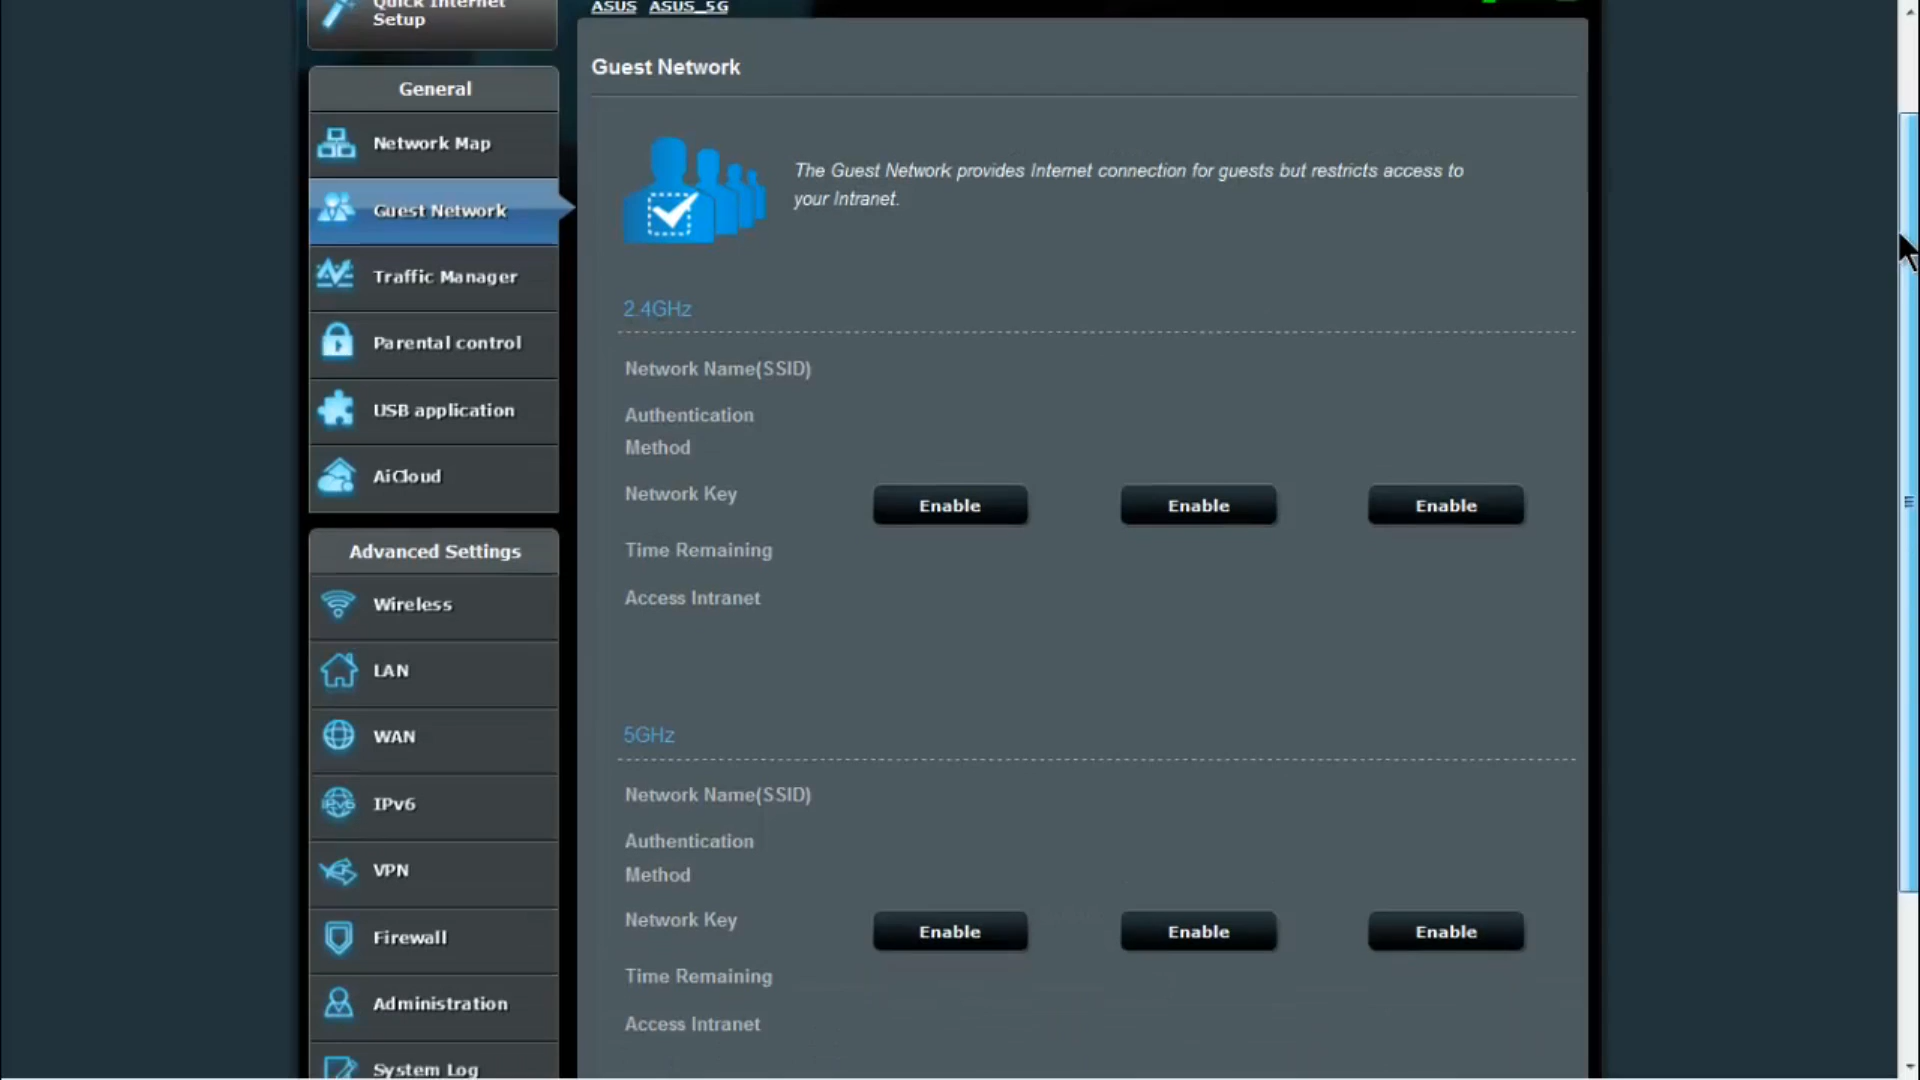 Quick Internet
Setup
ASUS ASUS_5G
General
Network Map
Guest Network
Traffic Manager
Parental control
USB application
AiCloud
Advanced Settings
Wireless
LAN
WAN
IPv6
VPN
Firewall
Administration
System Log
Guest Network
The Guest Network provides Internet connection for guests but restricts access to
your Intranet.
2.4GHz
Network Name(SSID)
Authentication
Method
Network Key
Enable Enable Enable
Time Remaining
Access Intranet
5GHz
Network Name(SSID)
Authentication
Method
Network Key
Enable Enable Enable
Time Remaining
Access Intranet